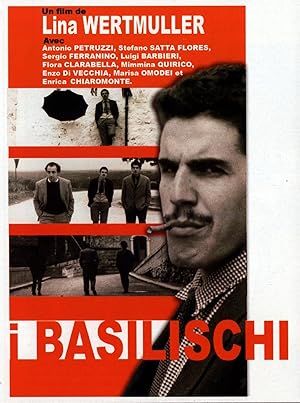 Un film de
Lina WERTMULLER
Avec
Antonio PETRUZZI, Stefano SATTA FLORES,
Sergio FERRANINO, Luigi BARBIERI,
Flora CLARABELLA, Mimmina QUIRICO,
Enzo Di VECCHIA, Marisa OMODEI et
Enrica CHIAROMONTE.
i BASILISCHI